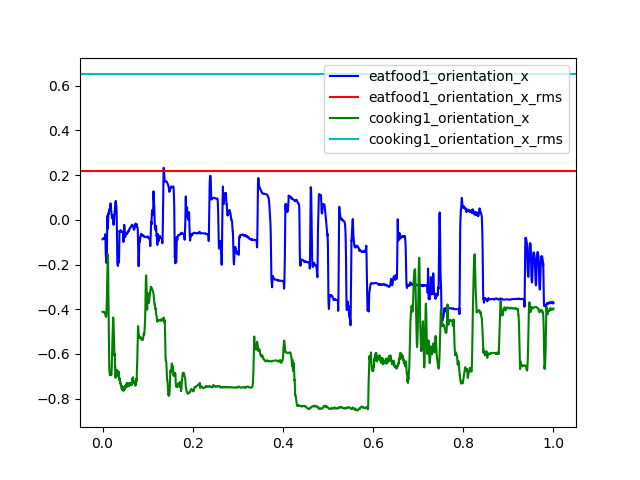 eatfood1_orientation_x
eatfood1_orientation_x_rms
cooking1_orientation_x
cooking1_orientation_x_rms
0.6
0.4
0.2
0.0
−0.2
−0.4
−0.6
−0.8
0.0 0.2 0.4 0.6 0.8 1.0